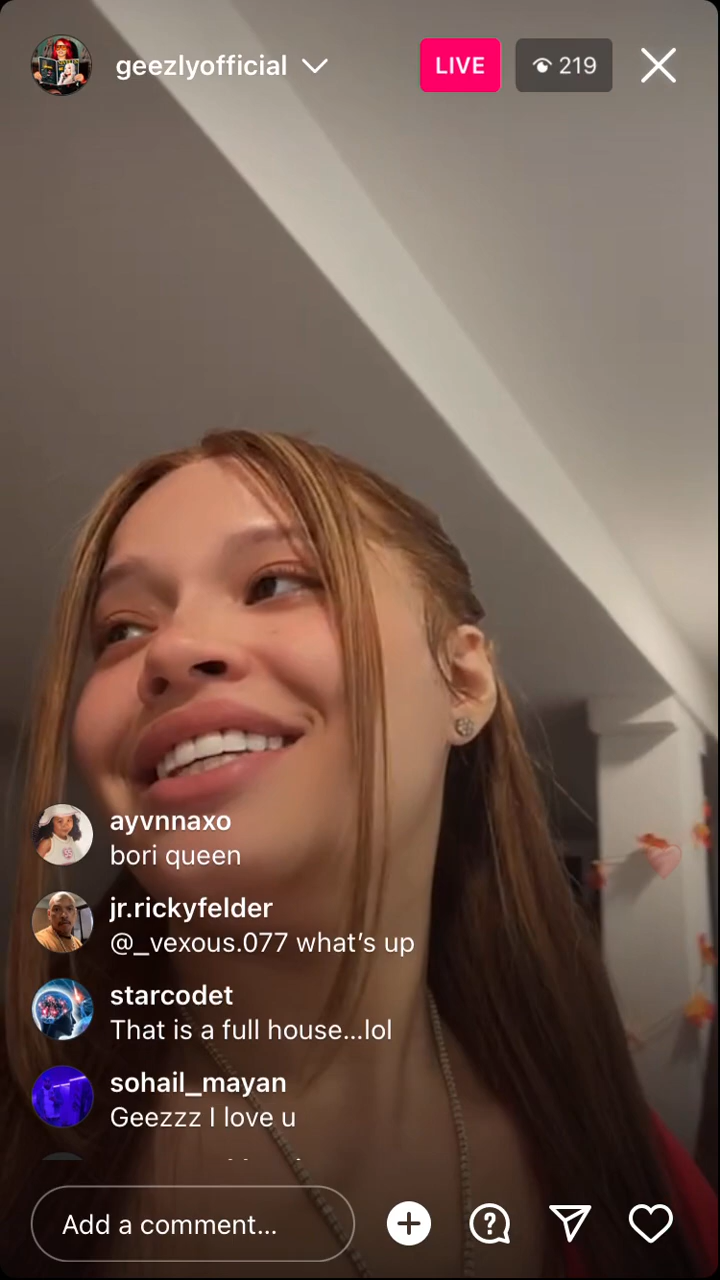 geezlyofficial
LIVE
219
ayvnnaxo
bori queen
jr.rickyfelder
@_vexous.077 what's up
starcodet
That is a full house...lol
sohail_mayan
Geezzz I love u
Add a comment...